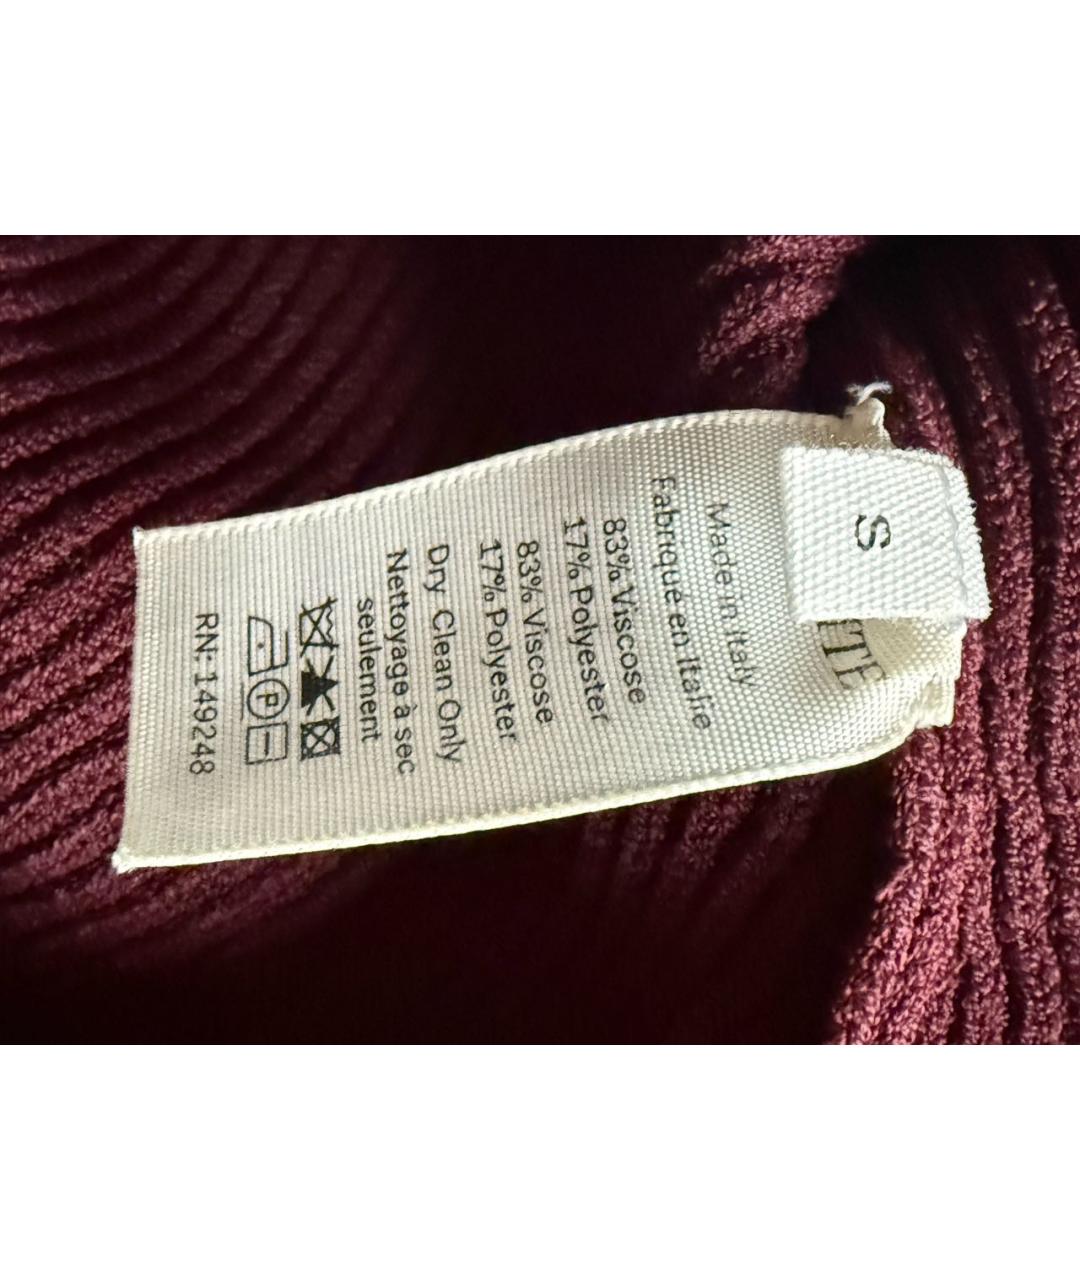 S
Made in Italy
Fabriqué en Italie
83% Viscose
17% Polyester
83% Viscose
17% Polyester
Dry Clean Only
Nettoyage à sec
seulement
P
RN: 149248